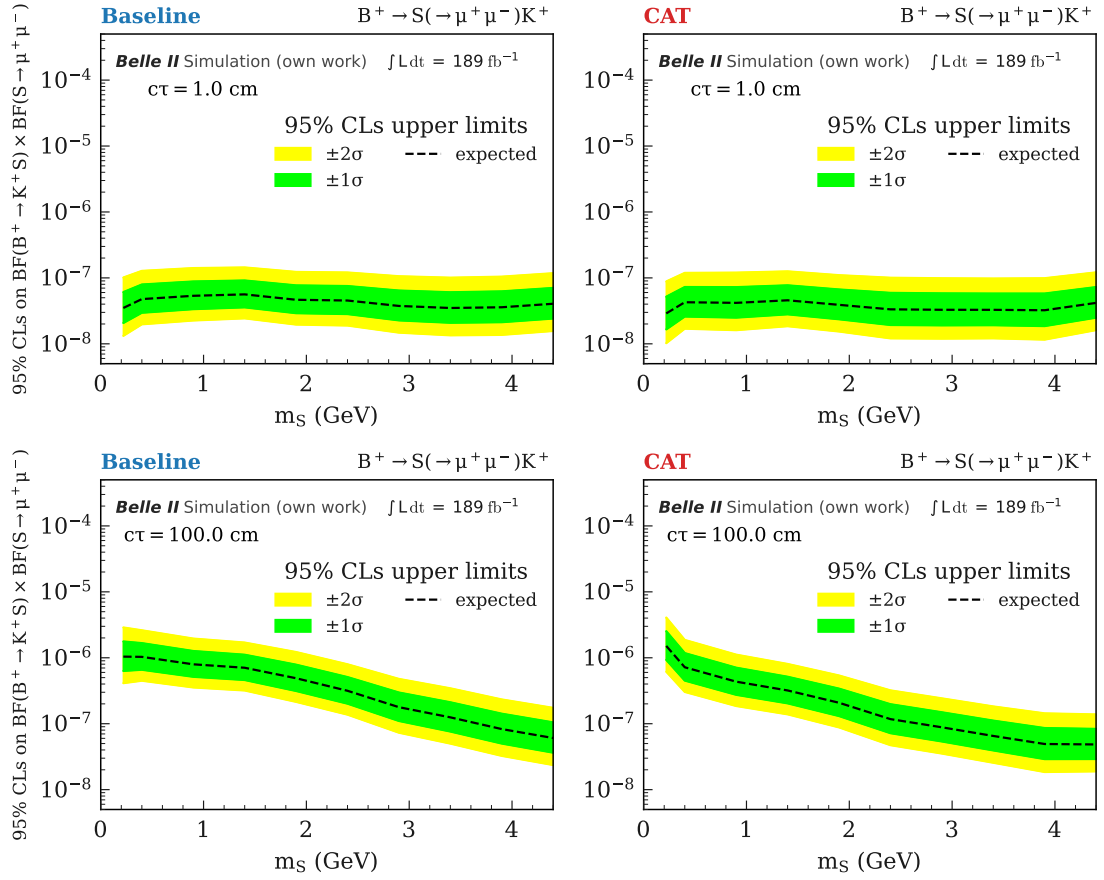 Baseline B⁺ → S(→ μ⁺μ⁻)K⁺
95% CLs on BF(B⁺ → K⁺S) × BF(S→μ⁺μ⁻)
Belle II Simulation (own work) ∫L dt = 189 fb⁻¹
cτ = 1.0 cm
95% CLs upper limits
±2σ expected
±1σ
10⁻⁴
10⁻⁵
10⁻⁶
10⁻⁷
10⁻⁸
0 1 2 3 4
m_S (GeV)
CAT B⁺ → S(→ μ⁺μ⁻)K⁺
Belle II Simulation (own work) ∫L dt = 189 fb⁻¹
cτ = 1.0 cm
95% CLs upper limits
±2σ expected
±1σ
10⁻⁴
10⁻⁵
10⁻⁶
10⁻⁷
10⁻⁸
0 1 2 3 4
m_S (GeV)
Baseline B⁺ → S(→ μ⁺μ⁻)K⁺
95% CLs on BF(B⁺ → K⁺S) × BF(S→μ⁺μ⁻)
Belle II Simulation (own work) ∫L dt = 189 fb⁻¹
cτ = 100.0 cm
95% CLs upper limits
±2σ expected
±1σ
10⁻⁴
10⁻⁵
10⁻⁶
10⁻⁷
10⁻⁸
0 1 2 3 4
m_S (GeV)
CAT B⁺ → S(→ μ⁺μ⁻)K⁺
Belle II Simulation (own work) ∫L dt = 189 fb⁻¹
cτ = 100.0 cm
95% CLs upper limits
±2σ expected
±1σ
10⁻⁴
10⁻⁵
10⁻⁶
10⁻⁷
10⁻⁸
0 1 2 3 4
m_S (GeV)